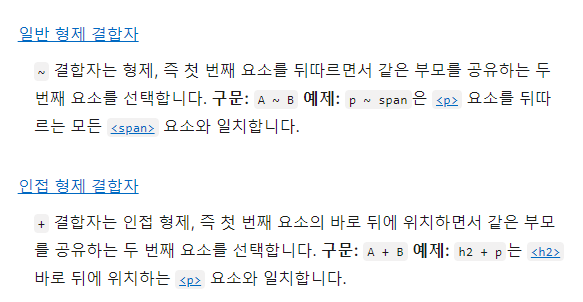 일반 형제 결합자
~ 결합자는 형제, 즉 첫 번째 요소를 뒤따르면서 같은 부모를 공유하는 두
번째 요소를 선택합니다. 구문: A ~ B 예제: p ~ span은 <p> 요소를 뒤따
르는 모든 <span> 요소와 일치합니다.
인접 형제 결합자
+ 결합자는 인접 형제, 즉 첫 번째 요소의 바로 뒤에 위치하면서 같은 부모
를 공유하는 두 번째 요소를 선택합니다. 구문: A + B 예제: h2 + p는 <h2>
바로 뒤에 위치하는 <p> 요소와 일치합니다.